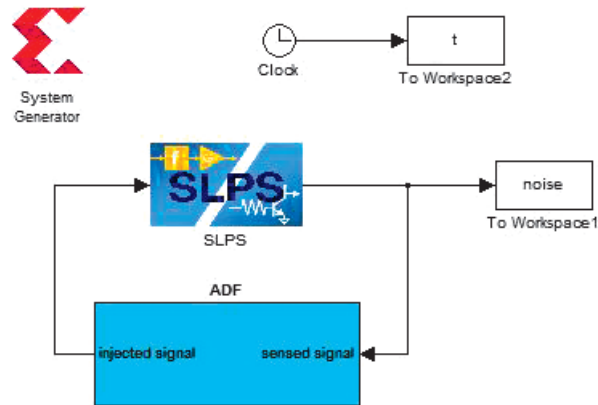 t
Clock
To Workspace2
System
Generator
f
SLPS
noise
SLPS
To Workspace1
ADF
injected signal
sensed signal